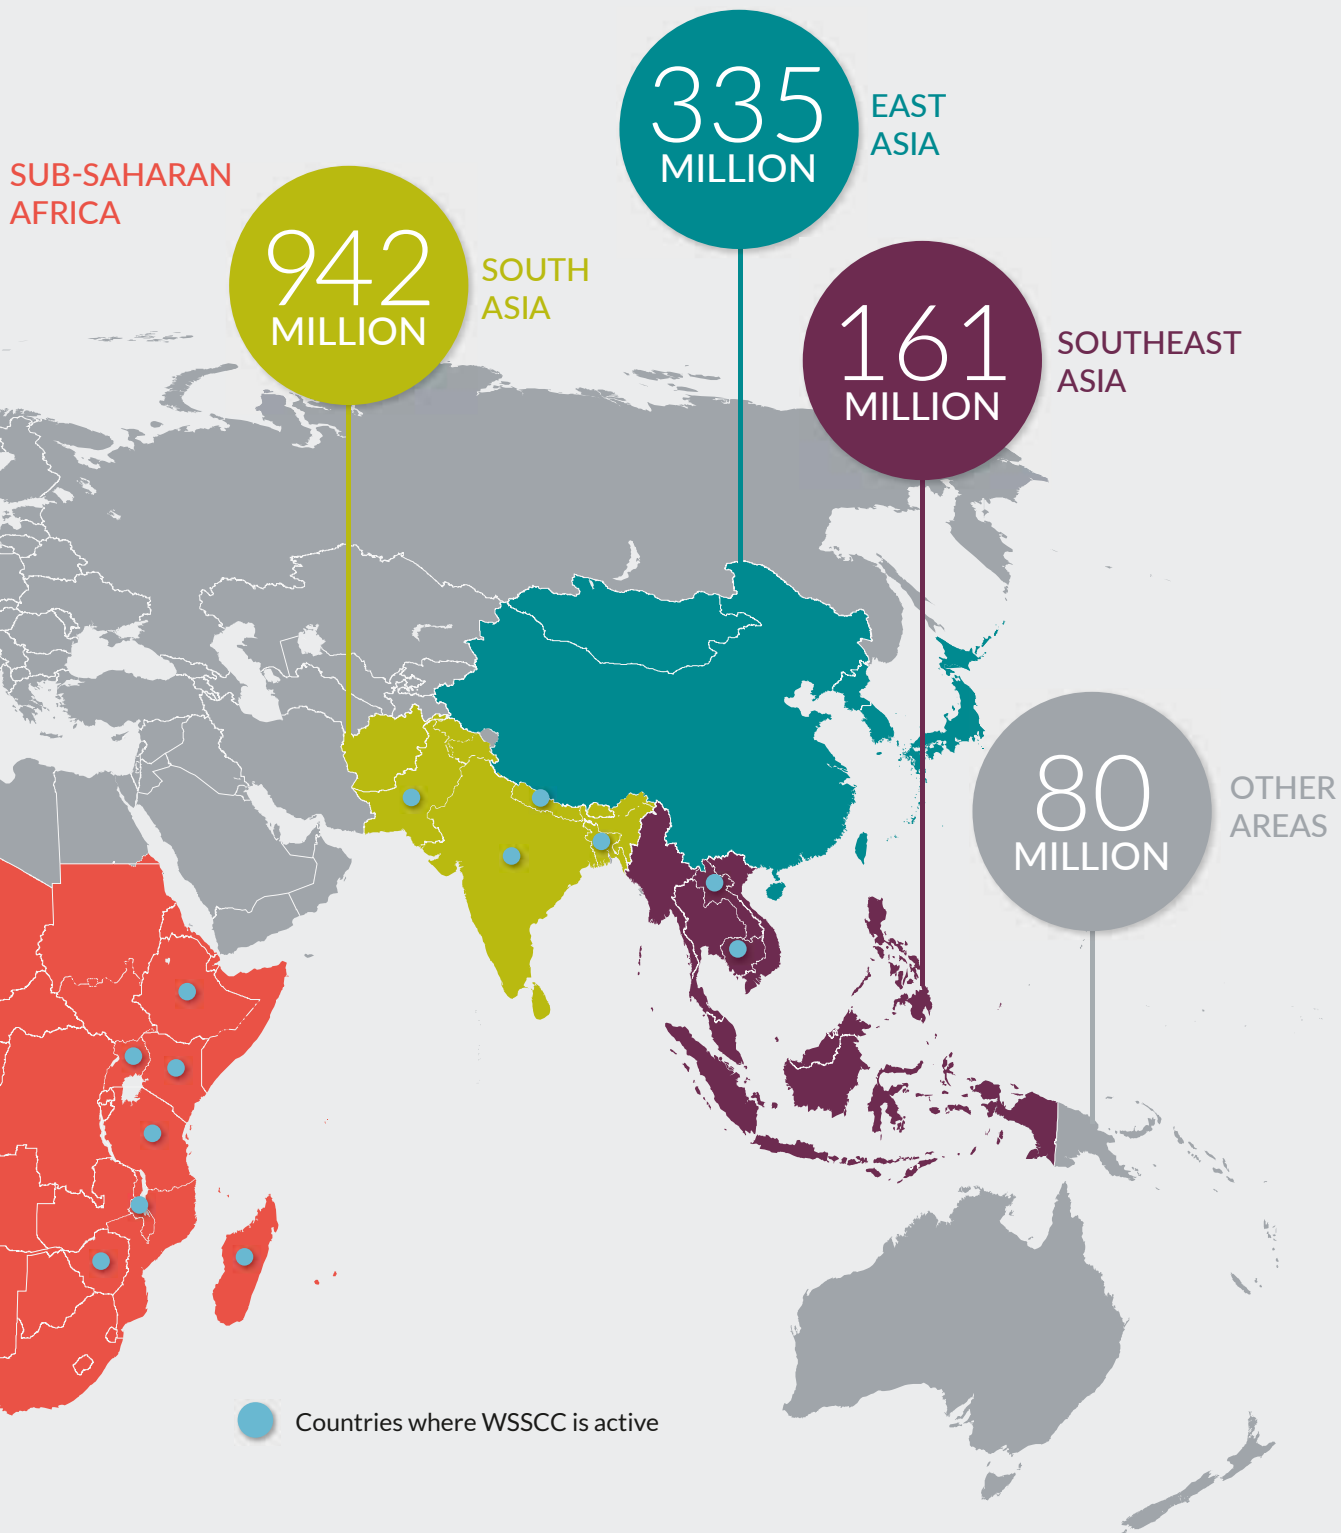 335
MILLION
EAST
ASIA
SUB-SAHARAN
AFRICA
942
MILLION
SOUTH
ASIA
161
MILLION
SOUTHEAST
ASIA
80
MILLION
OTHER
AREAS
Countries where WSSCC is active